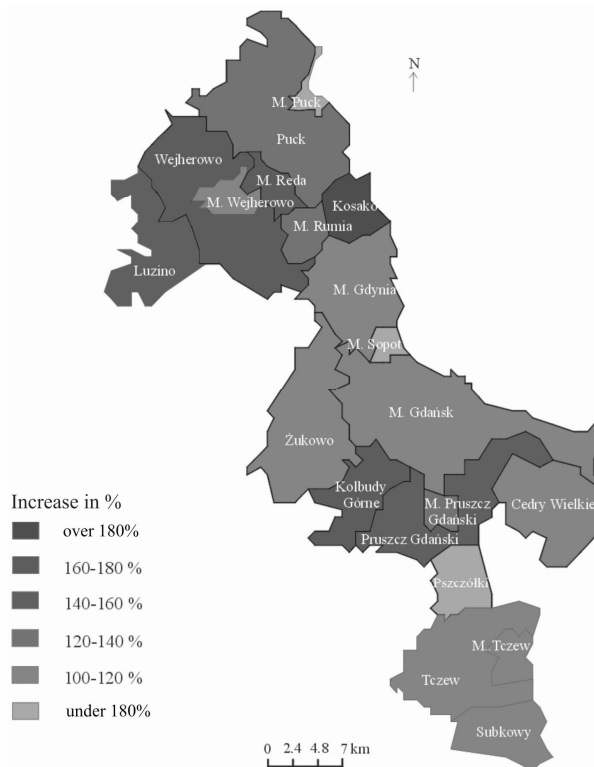 N
M. Puck
Puck
Wejherowo
M. Reda
M. Wejherowo
Kosako
M. Rumia
Luzino
M. Gdynia
M. Sopot
M. Gdańsk
Żukowo
Kolbudy
Górne
M. Pruszcz
Gdański
Cedry Wielkie
Pruszcz Gdański
Pszczółki
M..Tczew
Tczew
Subkowy
Increase in %
over 180%
160-180 %
140-160 %
120-140 %
100-120 %
under 180%
0 2.4 4.8 7 km